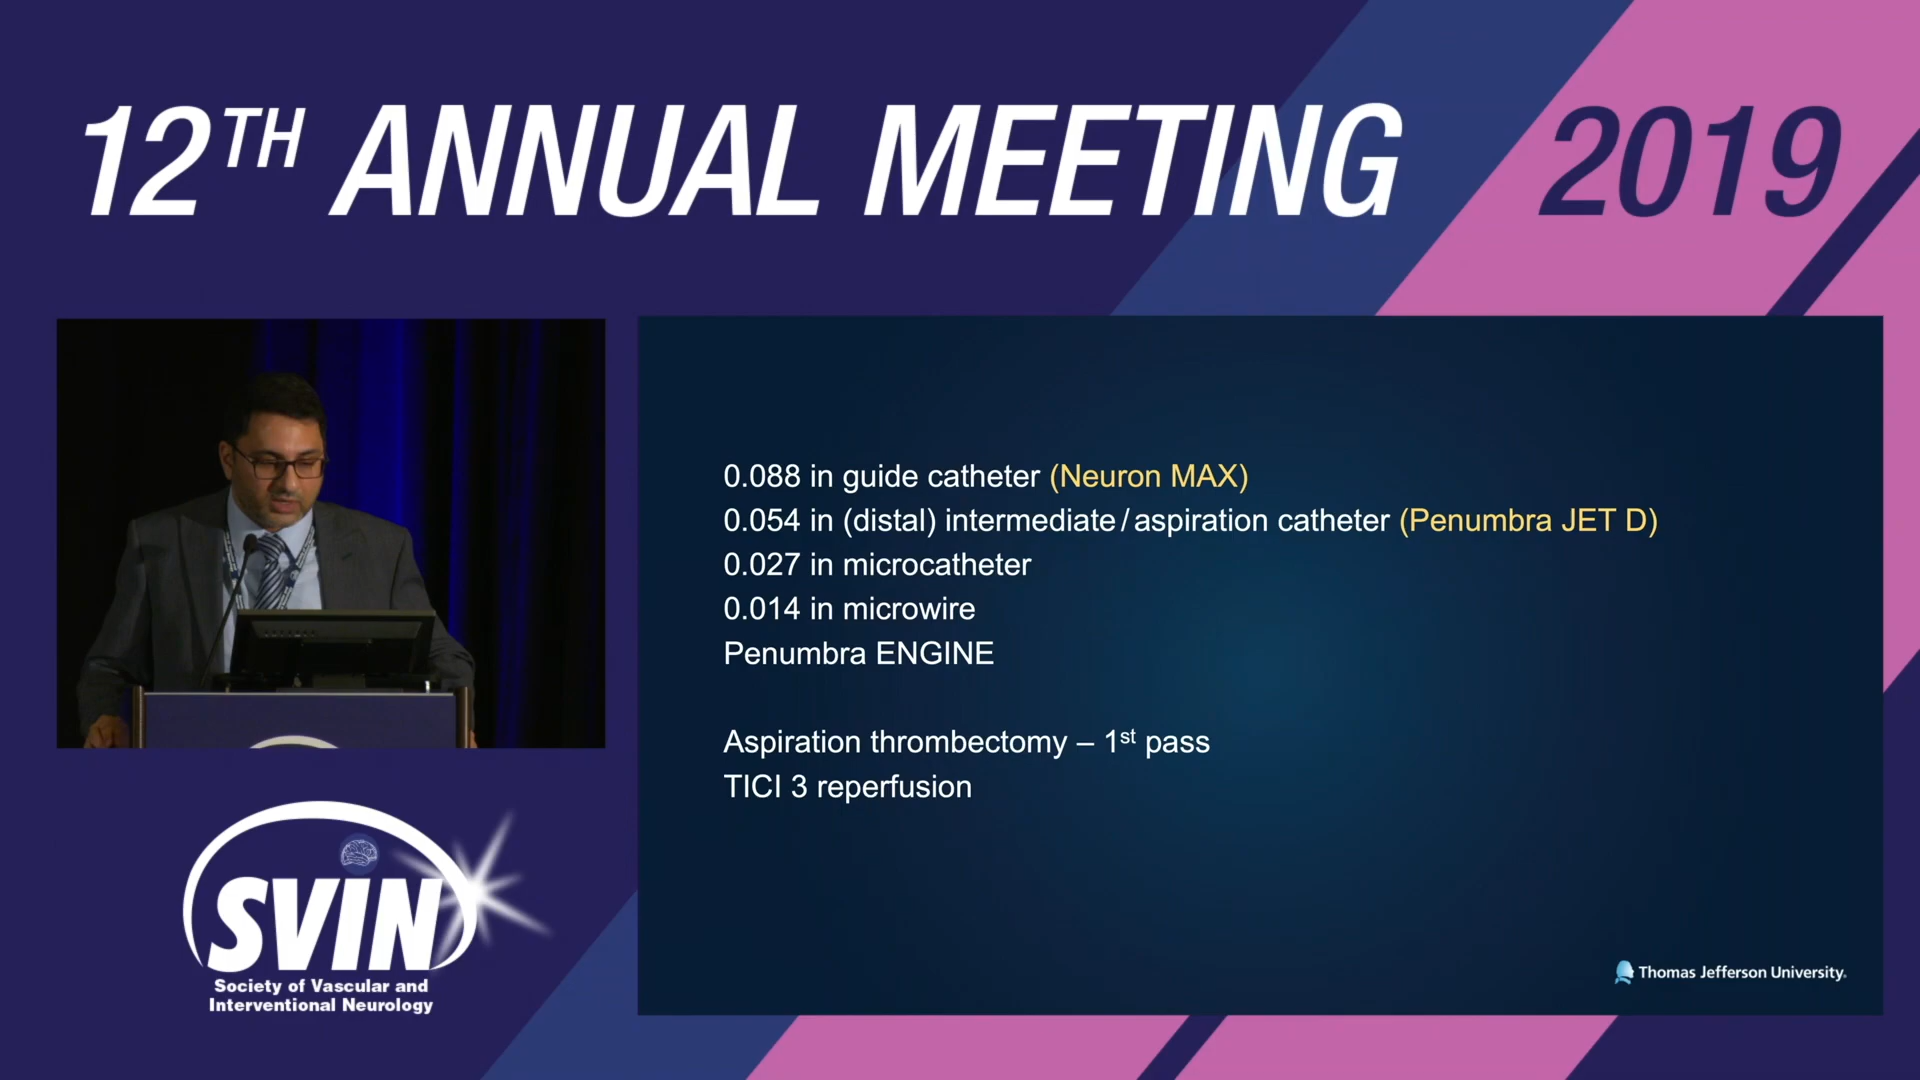 12TH ANNUAL MEETING 2019
0.088 in guide catheter (Neuron MAX)
0.054 in (distal) intermediate / aspiration catheter (Penumbra JET D)
0.027 in microcatheter
0.014 in microwire
Penumbra ENGINE
Aspiration thrombectomy – 1st pass
TICI 3 reperfusion
SVIN
Society of Vascular and
Interventional Neurology
Thomas Jefferson University.